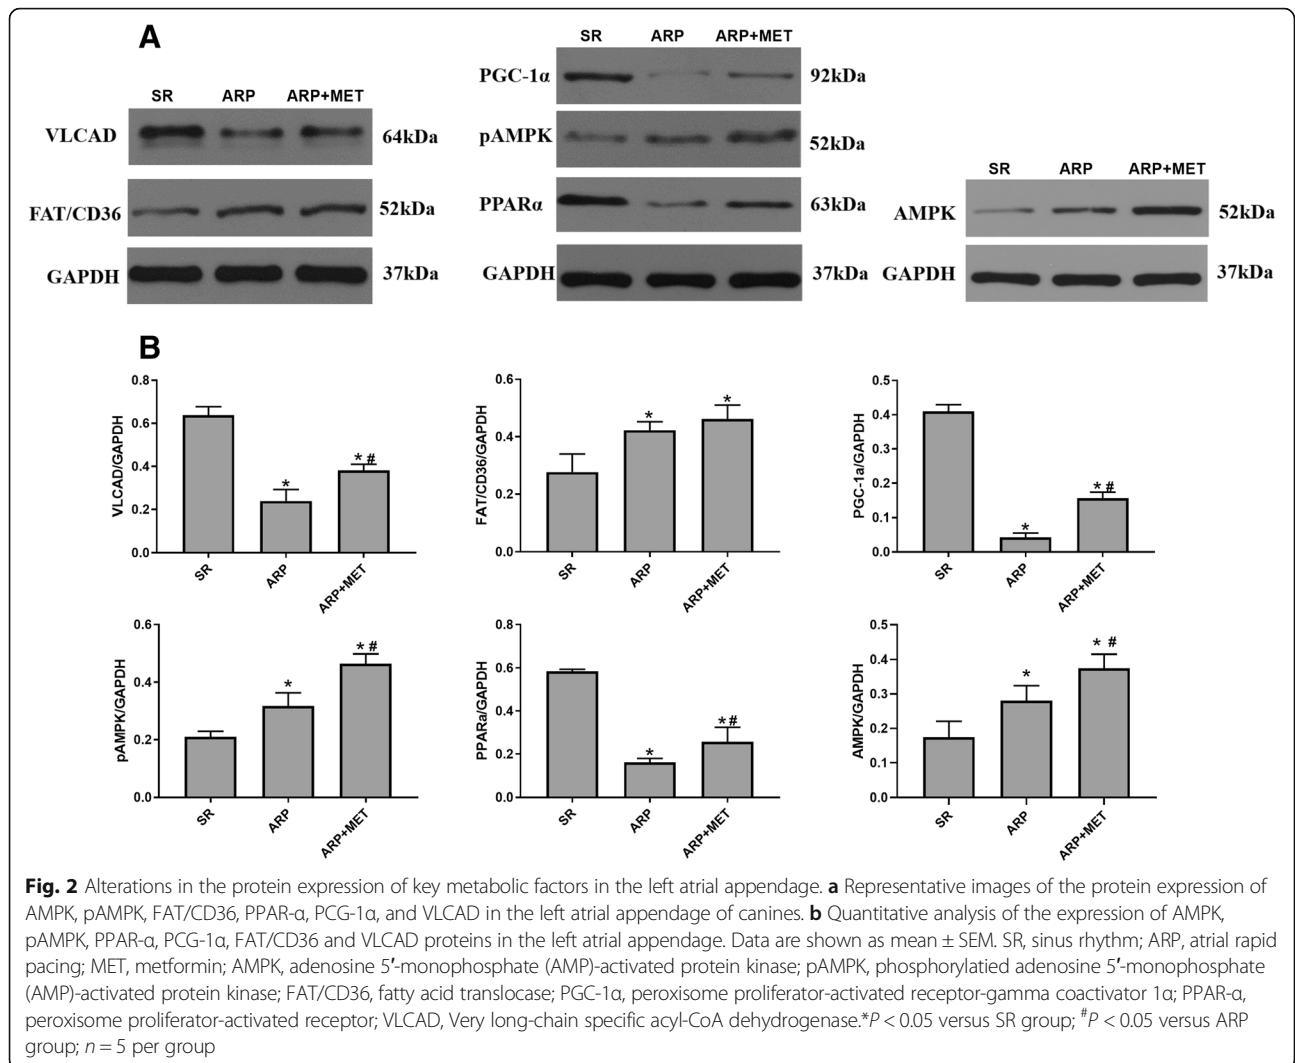 A
SR ARP ARP+MET
VLCAD 64kDa
FAT/CD36 52kDa
GAPDH 37kDa
SR ARP ARP+MET
PGC-1α 92kDa
pAMPK 52kDa
PPARα 63kDa
GAPDH 37kDa
SR ARP ARP+MET
AMPK 52kDa
GAPDH 37kDa
B
VLCAD/GAPDH
0.8
0.6
0.4
0.2
0.0
*
* #
SR ARP ARP+MET
FAT/CD36/GAPDH
0.6
0.4
0.2
0.0
*
*
SR ARP ARP+MET
PGC-1a/GAPDH
0.5
0.4
0.3
0.2
0.1
0.0
*
* #
SR ARP ARP+MET
pAMPK/GAPDH
0.6
0.4
0.2
0.0
*
* #
SR ARP ARP+MET
PPARa/GAPDH
0.8
0.6
0.4
0.2
0.0
*
* #
SR ARP ARP+MET
AMPK/GAPDH
0.5
0.4
0.3
0.2
0.1
0.0
*
* #
SR ARP ARP+MET
Fig. 2 Alterations in the protein expression of key metabolic factors in the left atrial appendage. a Representative images of the protein expression of
AMPK, pAMPK, FAT/CD36, PPAR-α, PCG-1α, and VLCAD in the left atrial appendage of canines. b Quantitative analysis of the expression of AMPK,
pAMPK, PPAR-α, PCG-1α, FAT/CD36 and VLCAD proteins in the left atrial appendage. Data are shown as mean ± SEM. SR, sinus rhythm; ARP, atrial rapid
pacing; MET, metformin; AMPK, adenosine 5′-monophosphate (AMP)-activated protein kinase; pAMPK, phosphorylatied adenosine 5′-monophosphate
(AMP)-activated protein kinase; FAT/CD36, fatty acid translocase; PGC-1α, peroxisome proliferator-activated receptor-gamma coactivator 1α; PPAR-α,
peroxisome proliferator-activated receptor; VLCAD, Very long-chain specific acyl-CoA dehydrogenase.*P < 0.05 versus SR group; #P < 0.05 versus ARP
group; n = 5 per group